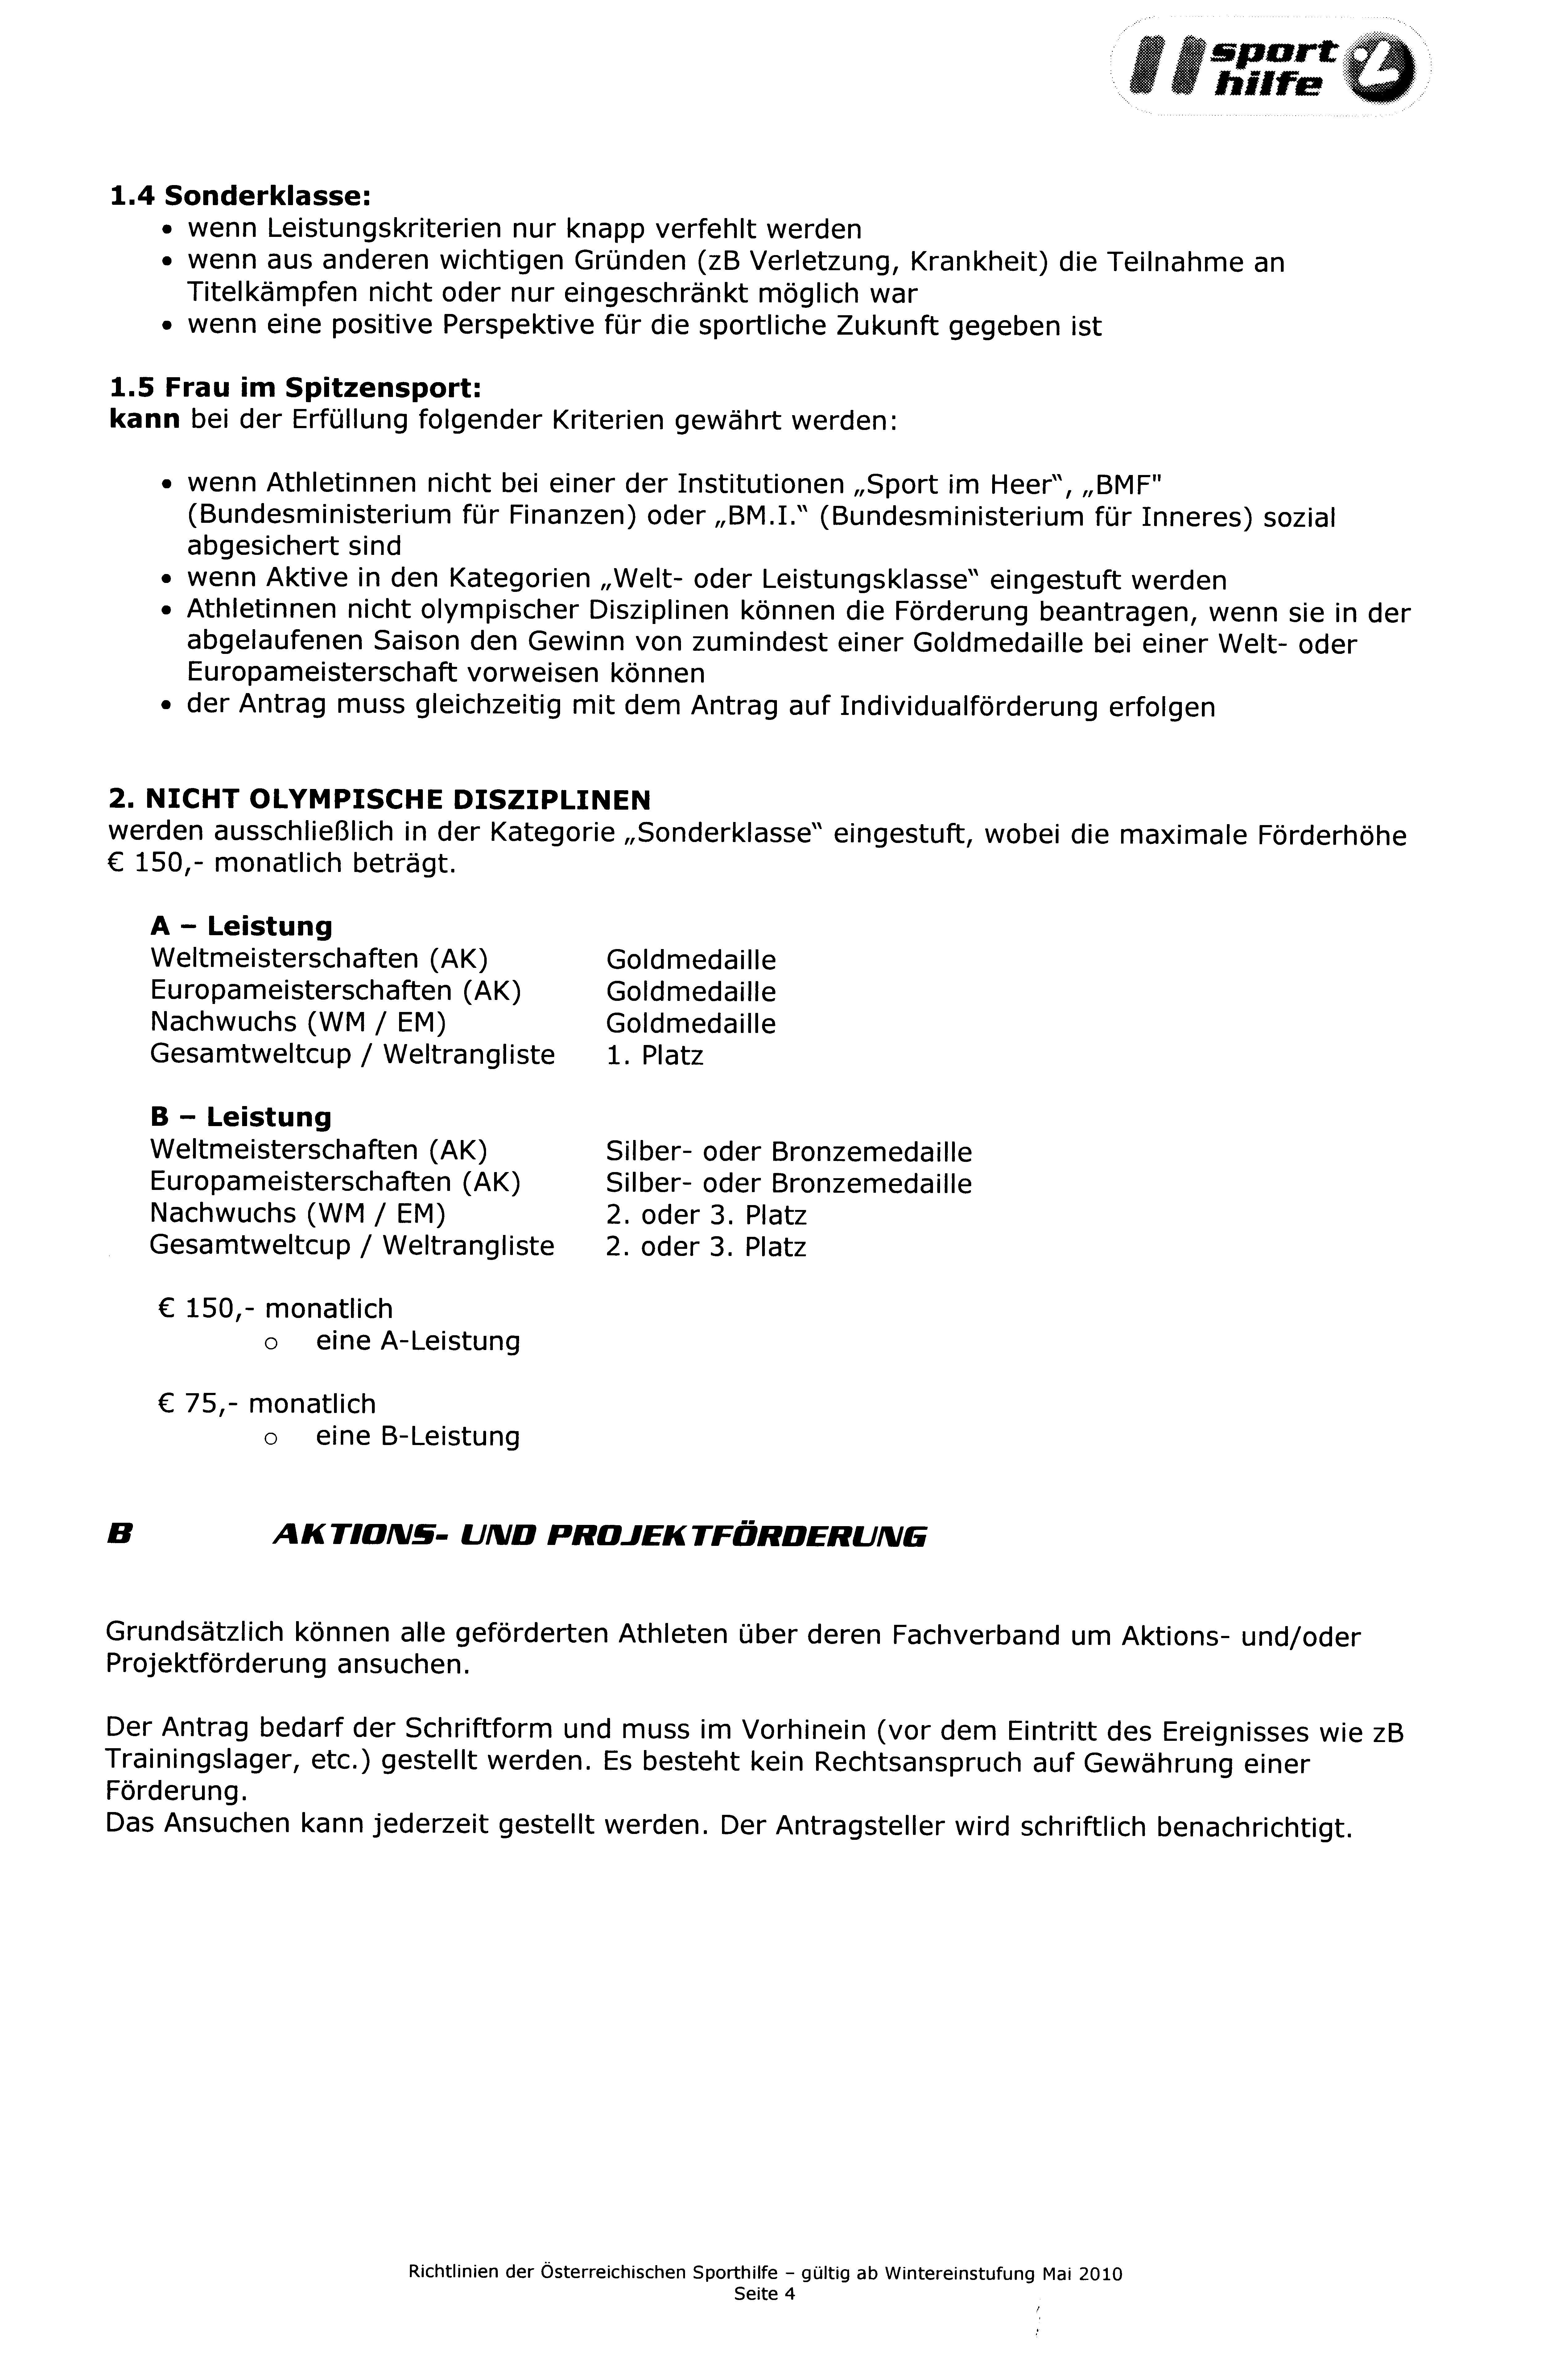 sport
hilfe
1.4 Sonderklasse:
• wenn Leistungskriterien nur knapp verfehlt werden
• wenn aus anderen wichtigen Gründen (zB Verletzung, Krankheit) die Teilnahme an
Titelkämpfen nicht oder nur eingeschränkt möglich war
• wenn eine positive Perspektive für die sportliche Zukunft gegeben ist
1.5 Frau im Spitzensport:
kann bei der Erfüllung folgender Kriterien gewährt werden:
• wenn Athletinnen nicht bei einer der Institutionen „Sport im Heer‟, „BMF"
(Bundesministerium für Finanzen) oder „BM.I.‟ (Bundesministerium für Inneres) sozial
abgesichert sind
• wenn Aktive in den Kategorien „Welt- oder Leistungsklasse‟ eingestuft werden
• Athletinnen nicht olympischer Disziplinen können die Förderung beantragen, wenn sie in der
abgelaufenen Saison den Gewinn von zumindest einer Goldmedaille bei einer Welt- oder
Europameisterschaft vorweisen können
• der Antrag muss gleichzeitig mit dem Antrag auf Individualförderung erfolgen
2. NICHT OLYMPISCHE DISZIPLINEN
werden ausschließlich in der Kategorie „Sonderklasse‟ eingestuft, wobei die maximale Förderhöhe
€ 150,- monatlich beträgt.
A – Leistung
Weltmeisterschaften (AK) Goldmedaille
Europameisterschaften (AK) Goldmedaille
Nachwuchs (WM / EM) Goldmedaille
Gesamtweltcup / Weltrangliste 1. Platz
B – Leistung
Weltmeisterschaften (AK) Silber- oder Bronzemedaille
Europameisterschaften (AK) Silber- oder Bronzemedaille
Nachwuchs (WM / EM) 2. oder 3. Platz
Gesamtweltcup / Weltrangliste 2. oder 3. Platz
€ 150,- monatlich
o eine A-Leistung
€ 75,- monatlich
o eine B-Leistung
B AKTIONS- UND PROJEKTFÖRDERUNG
Grundsätzlich können alle geförderten Athleten über deren Fachverband um Aktions- und/oder
Projektförderung ansuchen.
Der Antrag bedarf der Schriftform und muss im Vorhinein (vor dem Eintritt des Ereignisses wie zB
Trainingslager, etc.) gestellt werden. Es besteht kein Rechtsanspruch auf Gewährung einer
Förderung.
Das Ansuchen kann jederzeit gestellt werden. Der Antragsteller wird schriftlich benachrichtigt.
Richtlinien der Österreichischen Sporthilfe – gültig ab Wintereinstufung Mai 2010
Seite 4